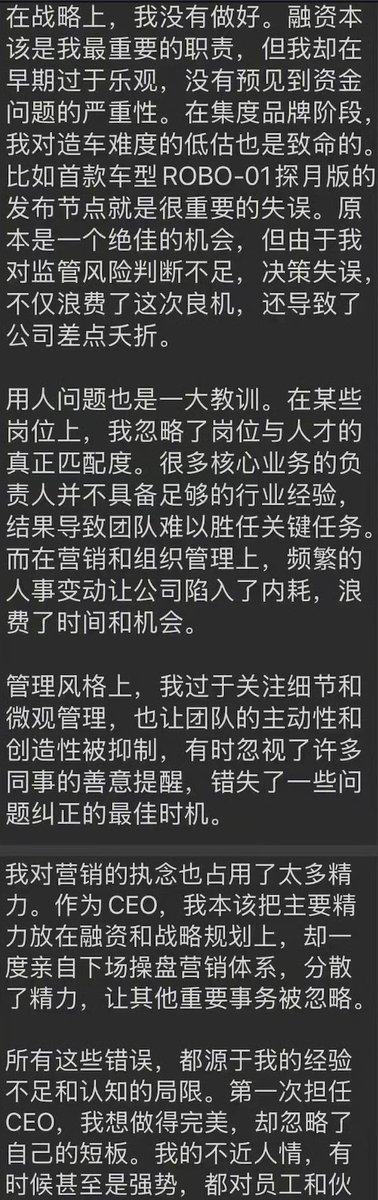 在战略上，我没有做好。融资本
该是我最重要的职责，但我却在
早期过于乐观，没有预见到资金
问题的严重性。在集度品牌阶段，
我对造车难度的低估也是致命的。
比如首款车型ROBO-01探月版的
发布节点就是很重要的失误。原
本是一个绝佳的机会，但由于我
对监管风险判断不足，决策失误，
不仅浪费了这次良机，还导致了
公司差点夭折。
用人问题也是一大教训。在某些
岗位上，我忽略了岗位与人才的
真正匹配度。很多核心业务的负
责人并不具备足够的行业经验，
结果导致团队难以胜任关键任务。
而在营销和组织管理上，频繁的
人事变动让公司陷入了内耗，浪
费了时间和机会。
管理风格上，我过于关注细节和
微观管理，也让团队的主动性和
创造性被抑制，有时忽视了许多
同事的善意提醒，错失了一些问
题纠正的最佳时机。
我对营销的执念也占用了太多精
力。作为CEO，我本该把主要精
力放在融资和战略规划上，却一
度亲自下场操盘营销体系，分散
了精力，让其他重要事务被忽略。
所有这些错误，都源于我的经验
不足和认知的局限。第一次担任
CEO，我想做得完美，却忽略了
自己的短板。我的不近人情，有
时候甚至是强势，都对员工和伙